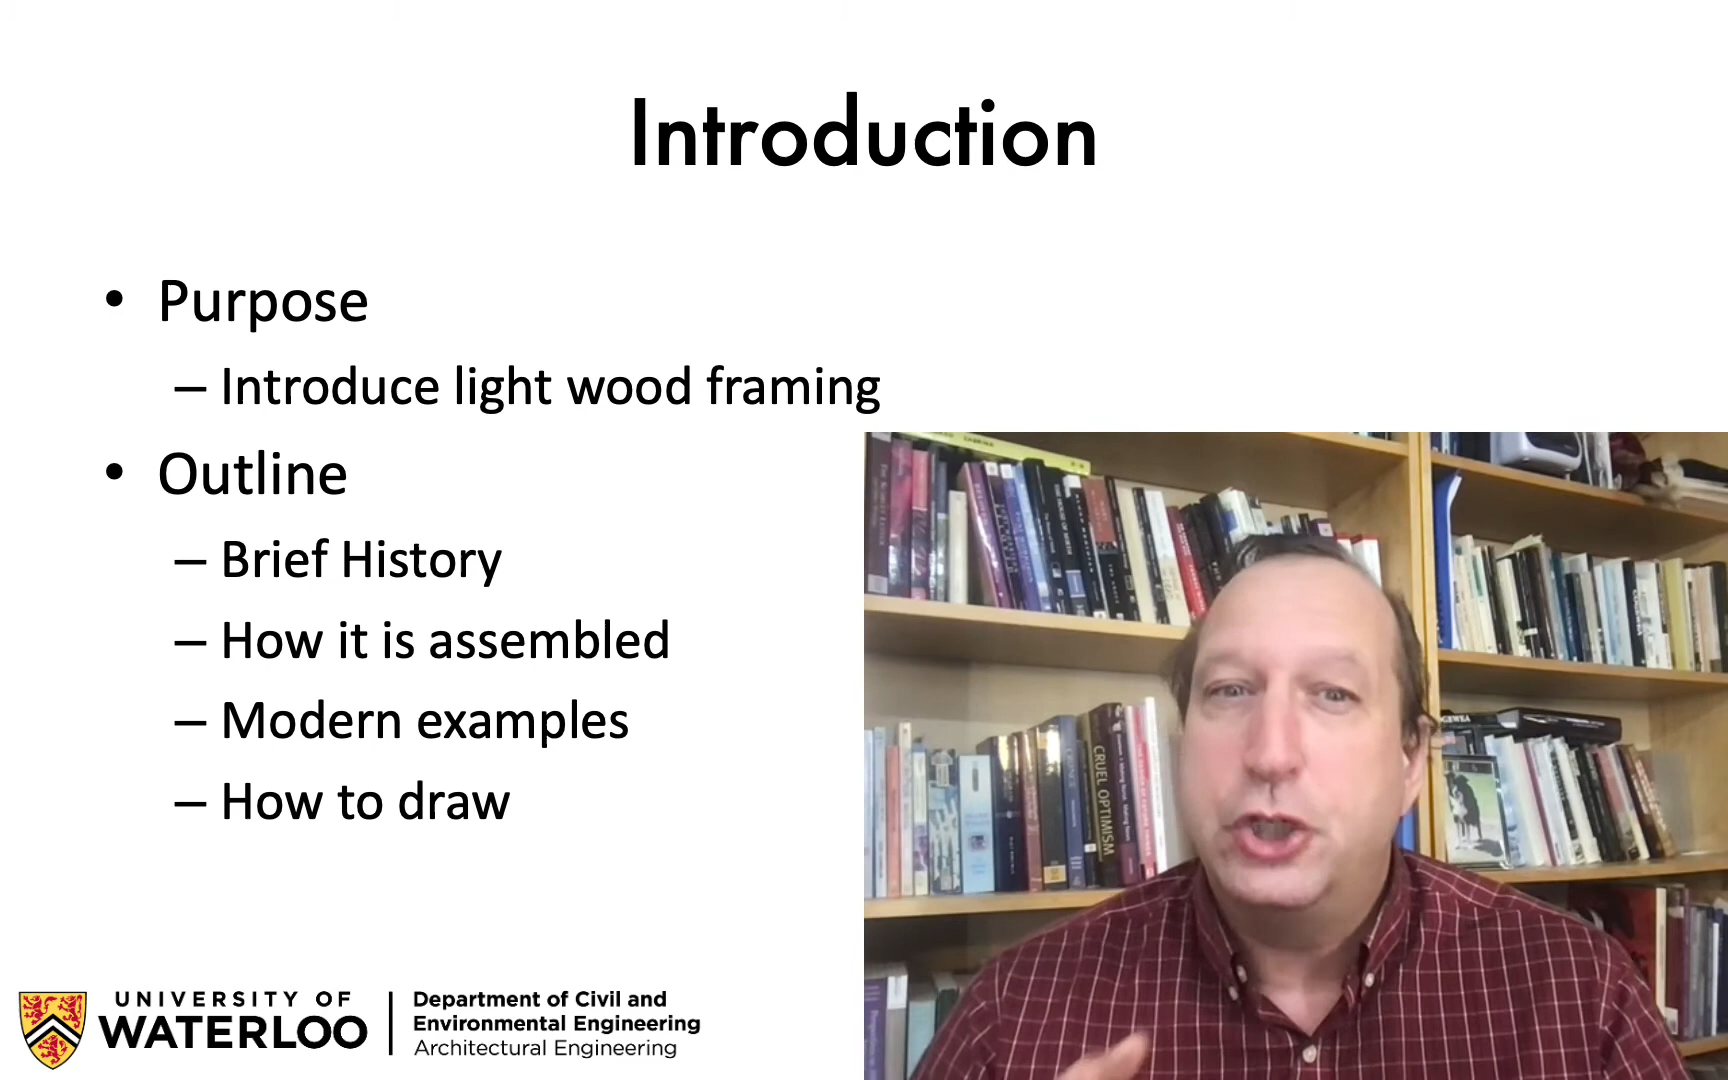 Introduction
• Purpose
– Introduce light wood framing
• Outline
– Brief History
– How it is assembled
– Modern examples
– How to draw
UNIVERSITY OF
WATERLOO
Department of Civil and
Environmental Engineering
Architectural Engineering
CRUEL OPTIMISM